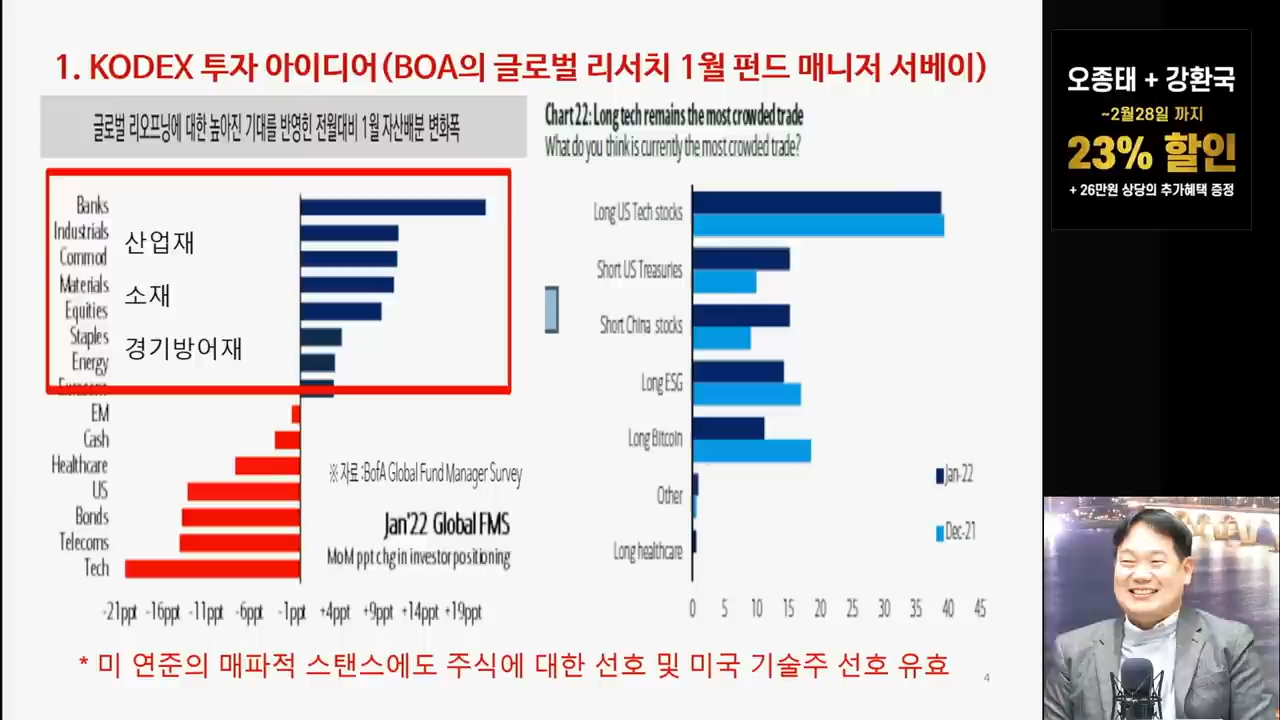 1. KODEX 투자 아이디어(BOA의 글로벌 리서치 1월 펀드 매니저 서베이)
글로벌 리오프닝에 대한 높아진 기대를 반영한 전월대비 1월 자산배분 변화폭
Banks
Industrials
산업재
Commod
Materials
소재
Equities
Staples
경기방어재
Energy
EM
Cash
Healthcare
US
Bonds
Telecoms
Tech
※ 자료 :BofA Global Fund Manager Survey
Jan'22 Global FMS
MoM ppt chg in investor positioning
-21ppt -16ppt -11ppt -6ppt -1ppt +4ppt +9ppt +14ppt +19ppt
Chart 22: Long tech remains the most crowded trade
What do you think is currently the most crowded trade?
Long US Tech stocks
Short US Treasuries
Short China stocks
Long ESG
Long Bitcoin
Other
Long healthcare
Jan-22
Dec-21
0 5 10 15 20 25 30 35 40 45
* 미 연준의 매파적 스탠스에도 주식에 대한 선호 및 미국 기술주 선호 유효
4
오종태 + 강환국
~2월28일 까지
23% 할인
+ 26만원 상당의 추가혜택 증정